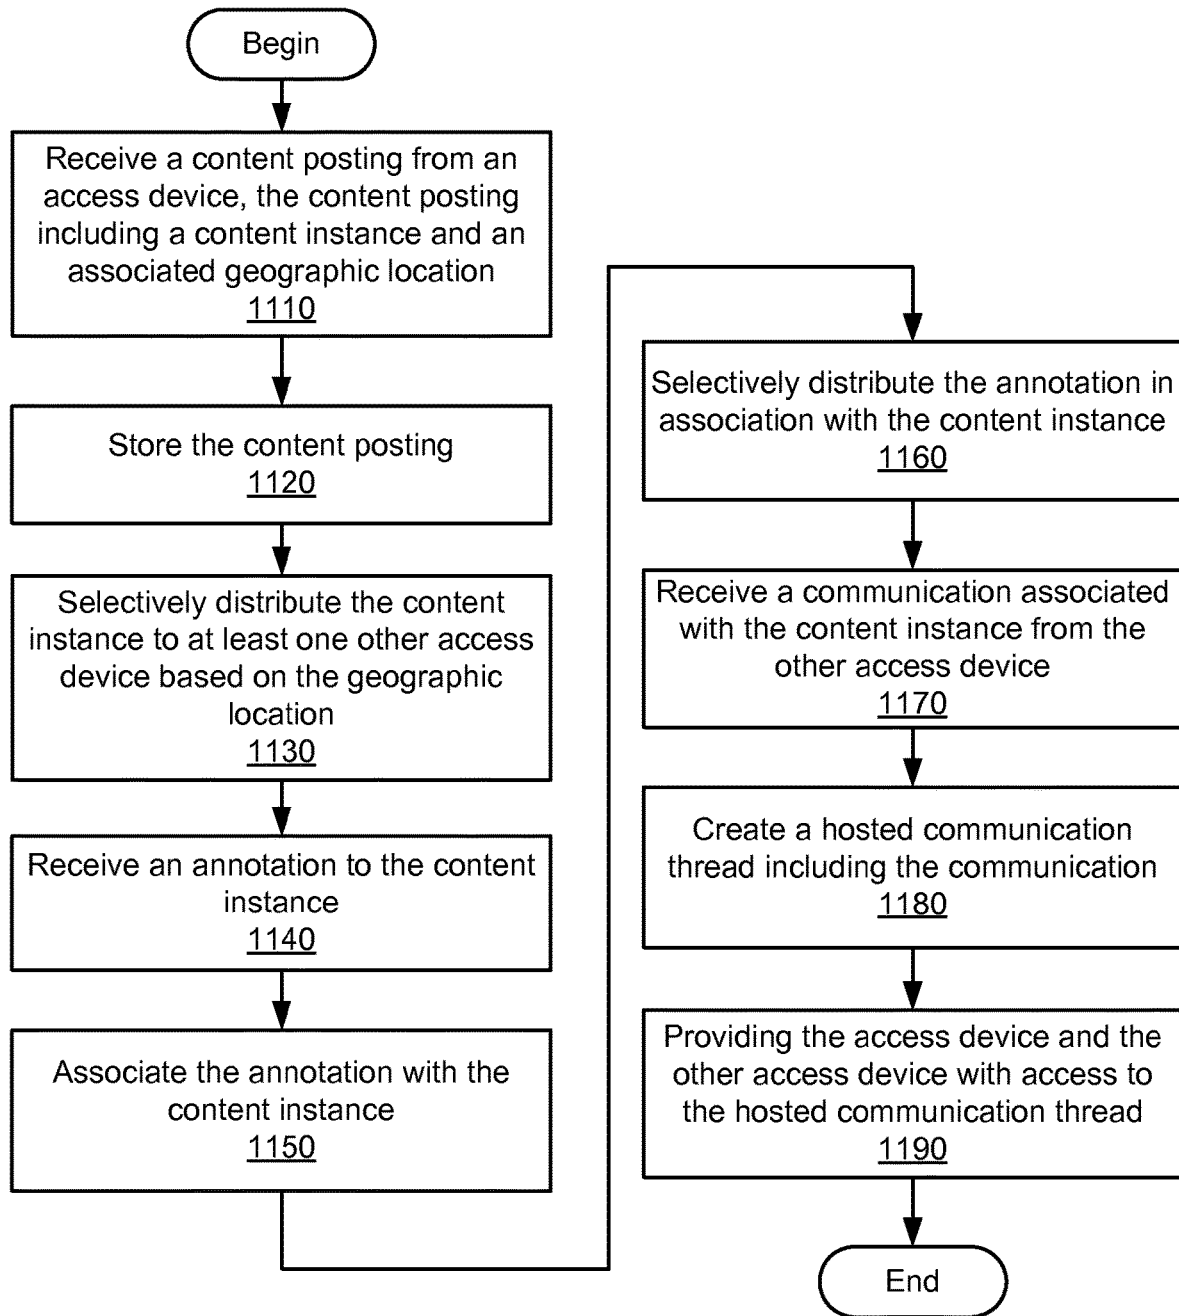 Begin
Receive a content posting from an
access device, the content posting
including a content instance and an
associated geographic location
1110
Store the content posting
1120
Selectively distribute the content
instance to at least one other access
device based on the geographic
location
1130
Receive an annotation to the content
instance
1140
Associate the annotation with the
content instance
1150
Selectively distribute the annotation in
association with the content instance
1160
Receive a communication associated
with the content instance from the
other access device
1170
Create a hosted communication
thread including the communication
1180
Providing the access device and the
other access device with access to
the hosted communication thread
1190
End